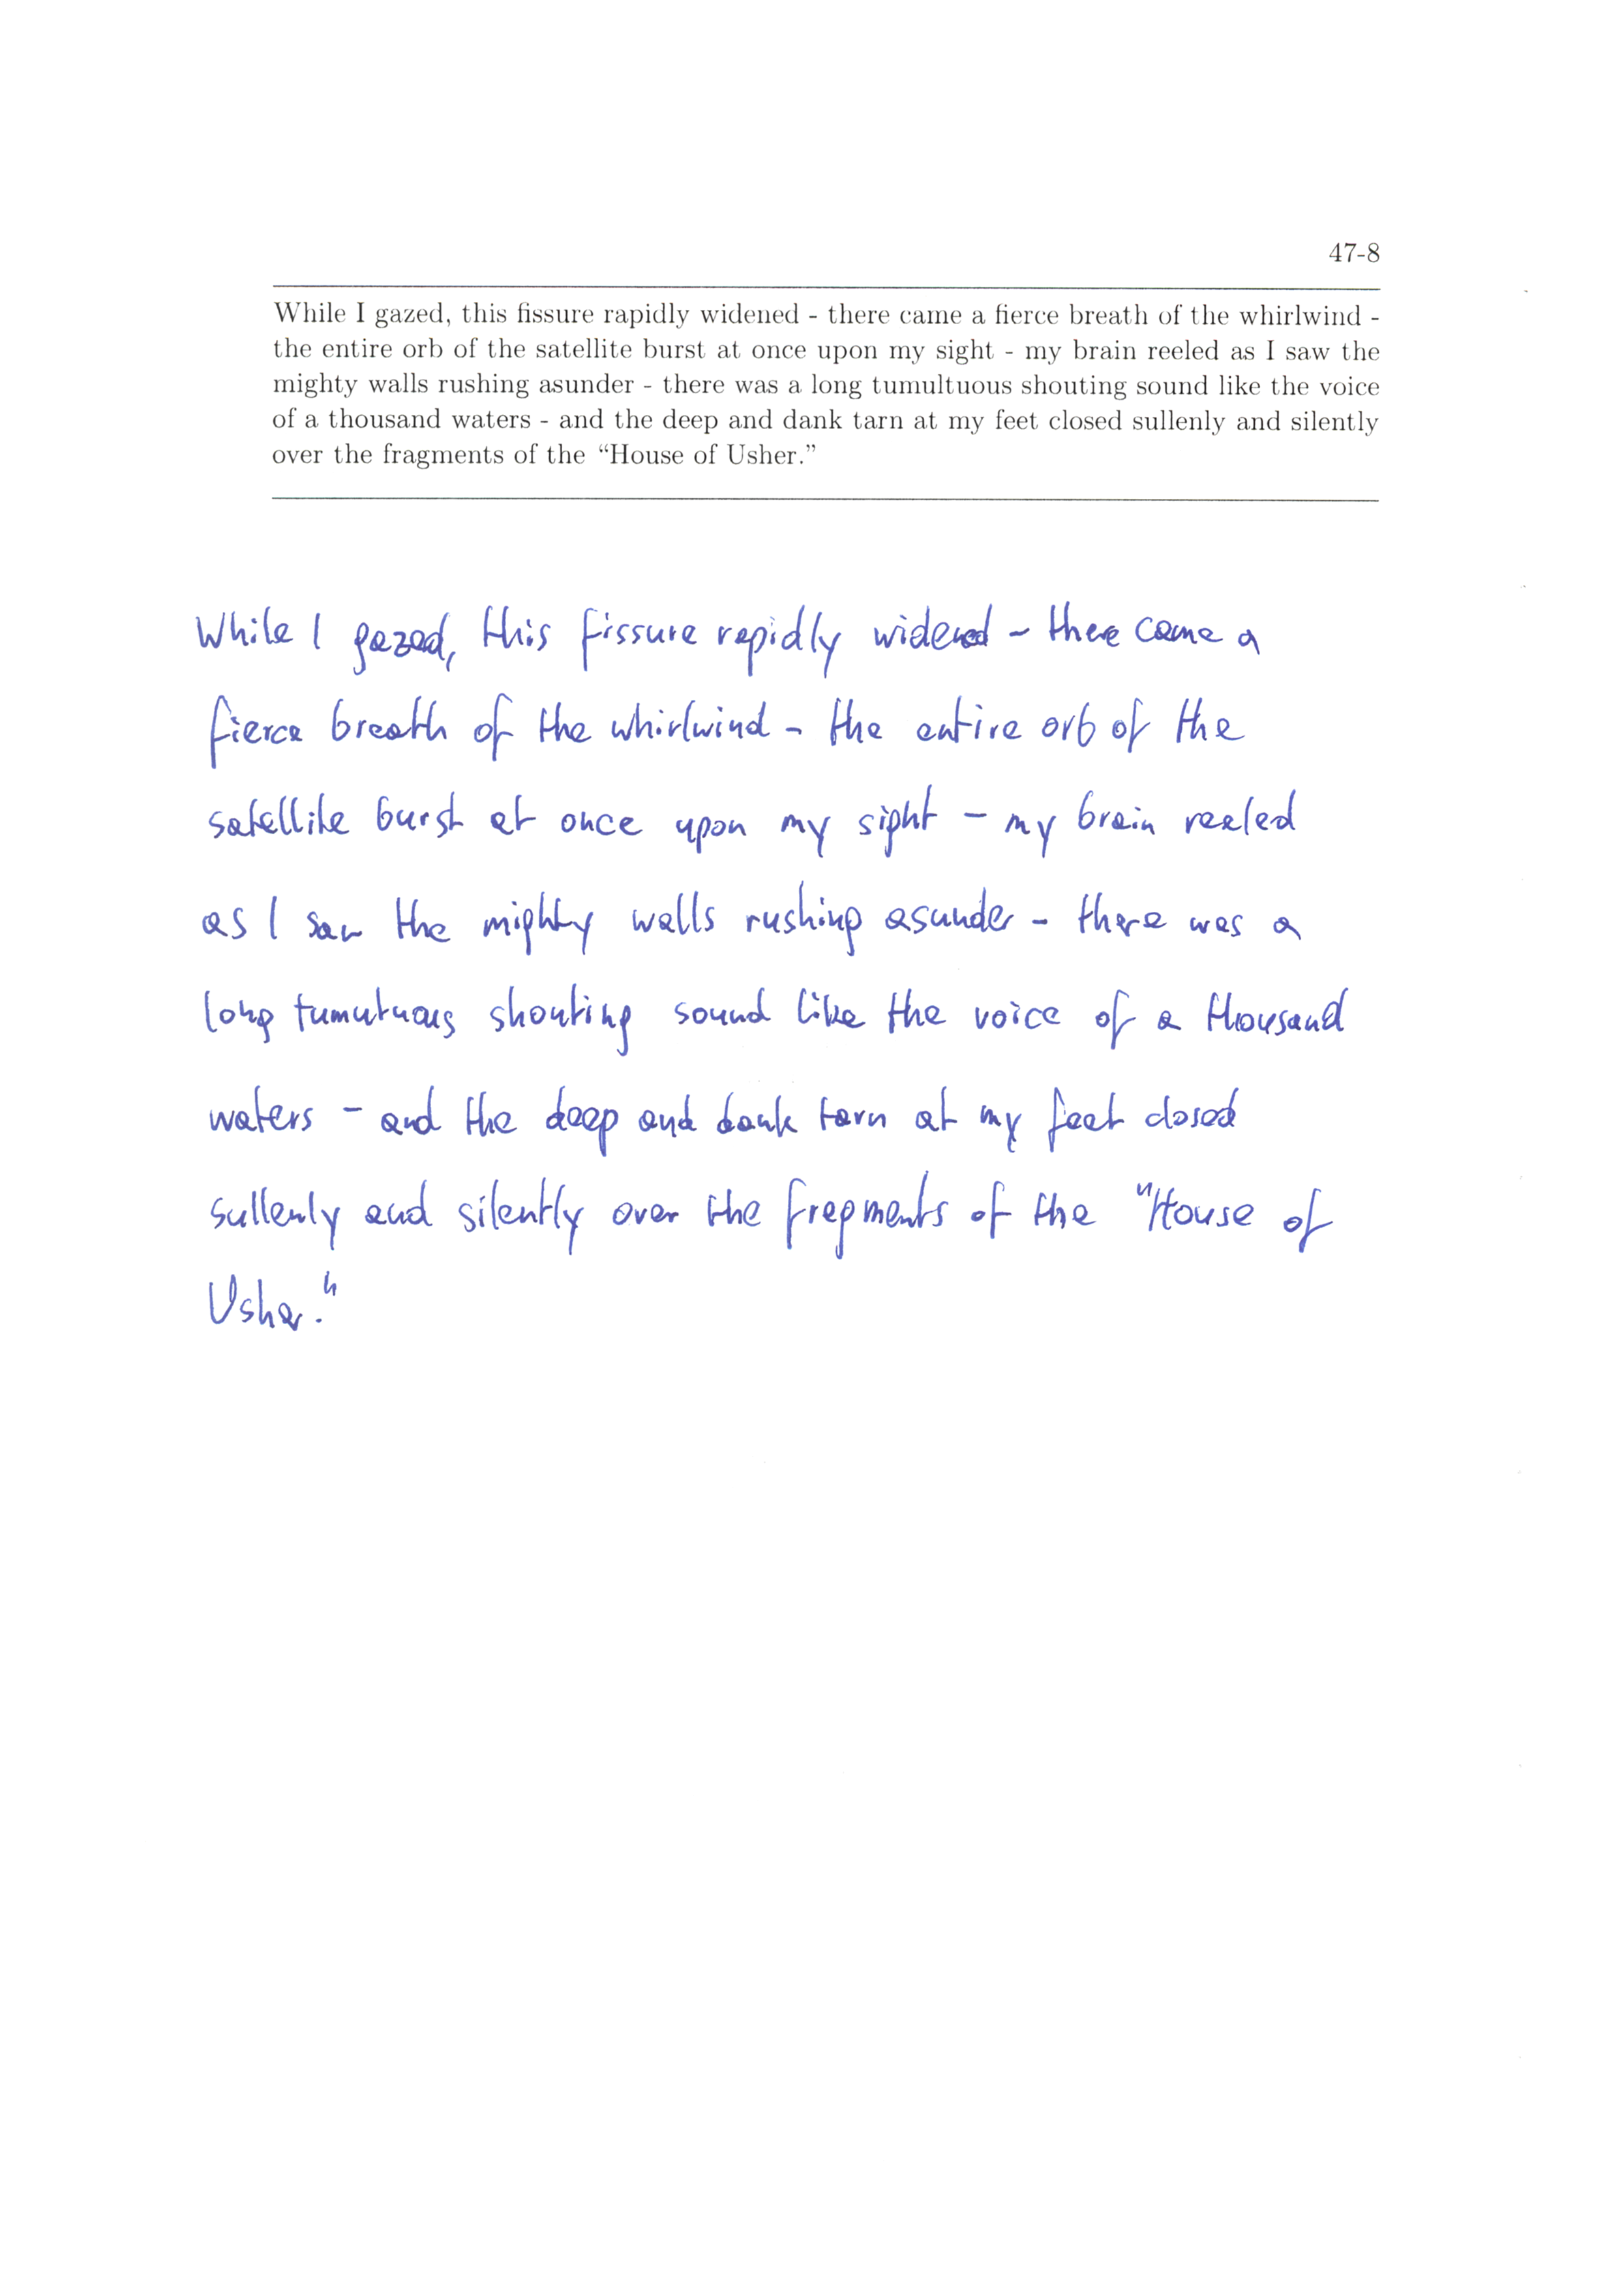 47-8
While I gazed, this fissure rapidly widened - there came a fierce breath of the whirlwind -
the entire orb of the satellite burst at once upon my sight - my brain reeled as I saw the
mighty walls rushing asunder - there was a long tumultuous shouting sound like the voice
of a thousand waters - and the deep and dank tarn at my feet closed sullenly and silently
over the fragments of the “House of Usher.”
While I gazed, this fissure rapidly widened - there came a
fierce breath of the whirlwind - the entire orb of the
satellite burst at once upon my sight - my brain reeled
as I saw the mighty walls rushing asunder - there was a
long tumutuous shouting sound like the voice of a thousand
waters - and the deep and dank tarn at my feet closed
sullenly and silently over the fragments of the "House of
Usher."